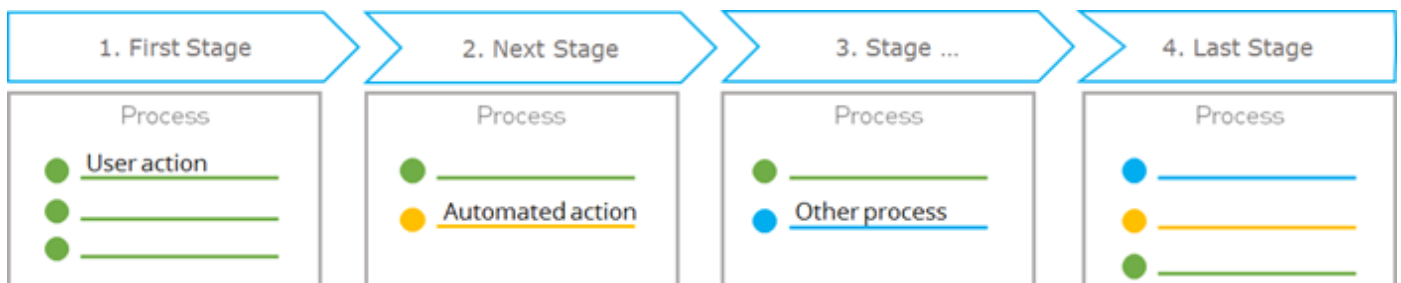 1. First Stage
2. Next Stage
3. Stage ...
4. Last Stage
Process
Process
Process
Process
User action
Automated action
Other process